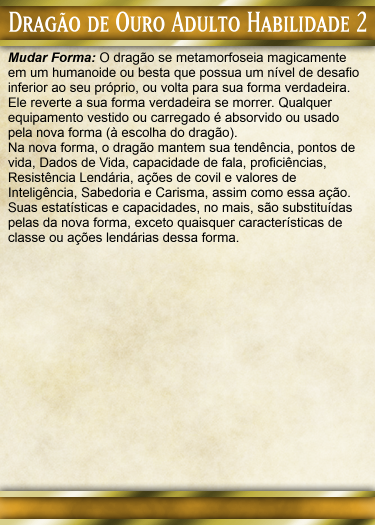 Dragão de Ouro Adulto Habilidade 2
Mudar Forma: O dragão se metamorfoseia magicamente
em um humanoide ou besta que possua um nível de desafio
inferior ao seu próprio, ou volta para sua forma verdadeira.
Ele reverte a sua forma verdadeira se morrer. Qualquer
equipamento vestido ou carregado é absorvido ou usado
pela nova forma (à escolha do dragão).
Na nova forma, o dragão mantem sua tendência, pontos de
vida, Dados de Vida, capacidade de fala, proficiências,
Resistência Lendária, ações de covil e valores de
Inteligência, Sabedoria e Carisma, assim como essa ação.
Suas estatísticas e capacidades, no mais, são substituídas
pelas da nova forma, exceto quaisquer características de
classe ou ações lendárias dessa forma.